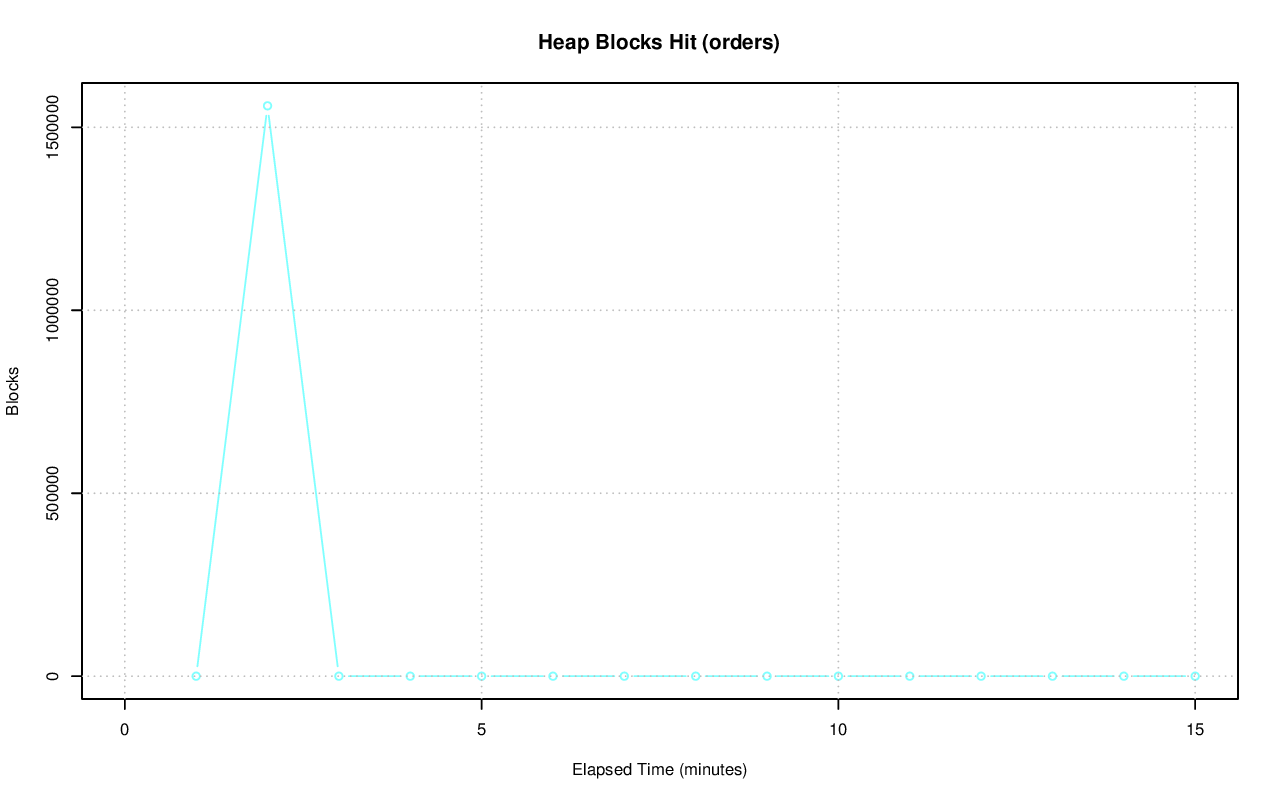 Heap Blocks Hit (orders)
1500000
1000000
500000
0
Blocks
0 5 10 15
Elapsed Time (minutes)